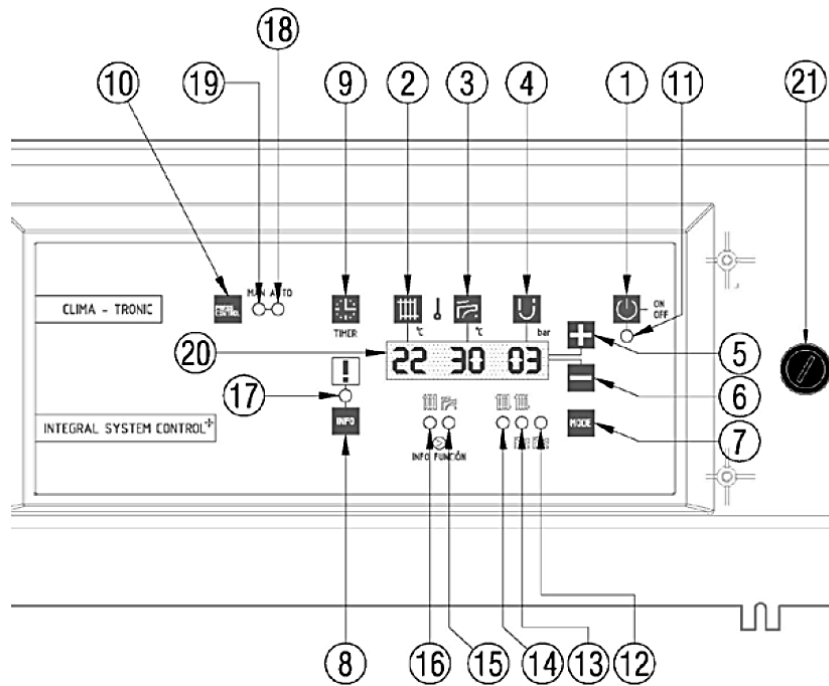 18
10 19 9 2 3 4 1 11 21
MAN AUTO
CLIMA - TRONIC
ON
OFF
TIMER
°C °C bar
20 22 30 03 5
6
17
INTEGRAL SYSTEM CONTROL+
INFO MODE 7
INFO FUNCIÓN
8 16 15 14 13 12